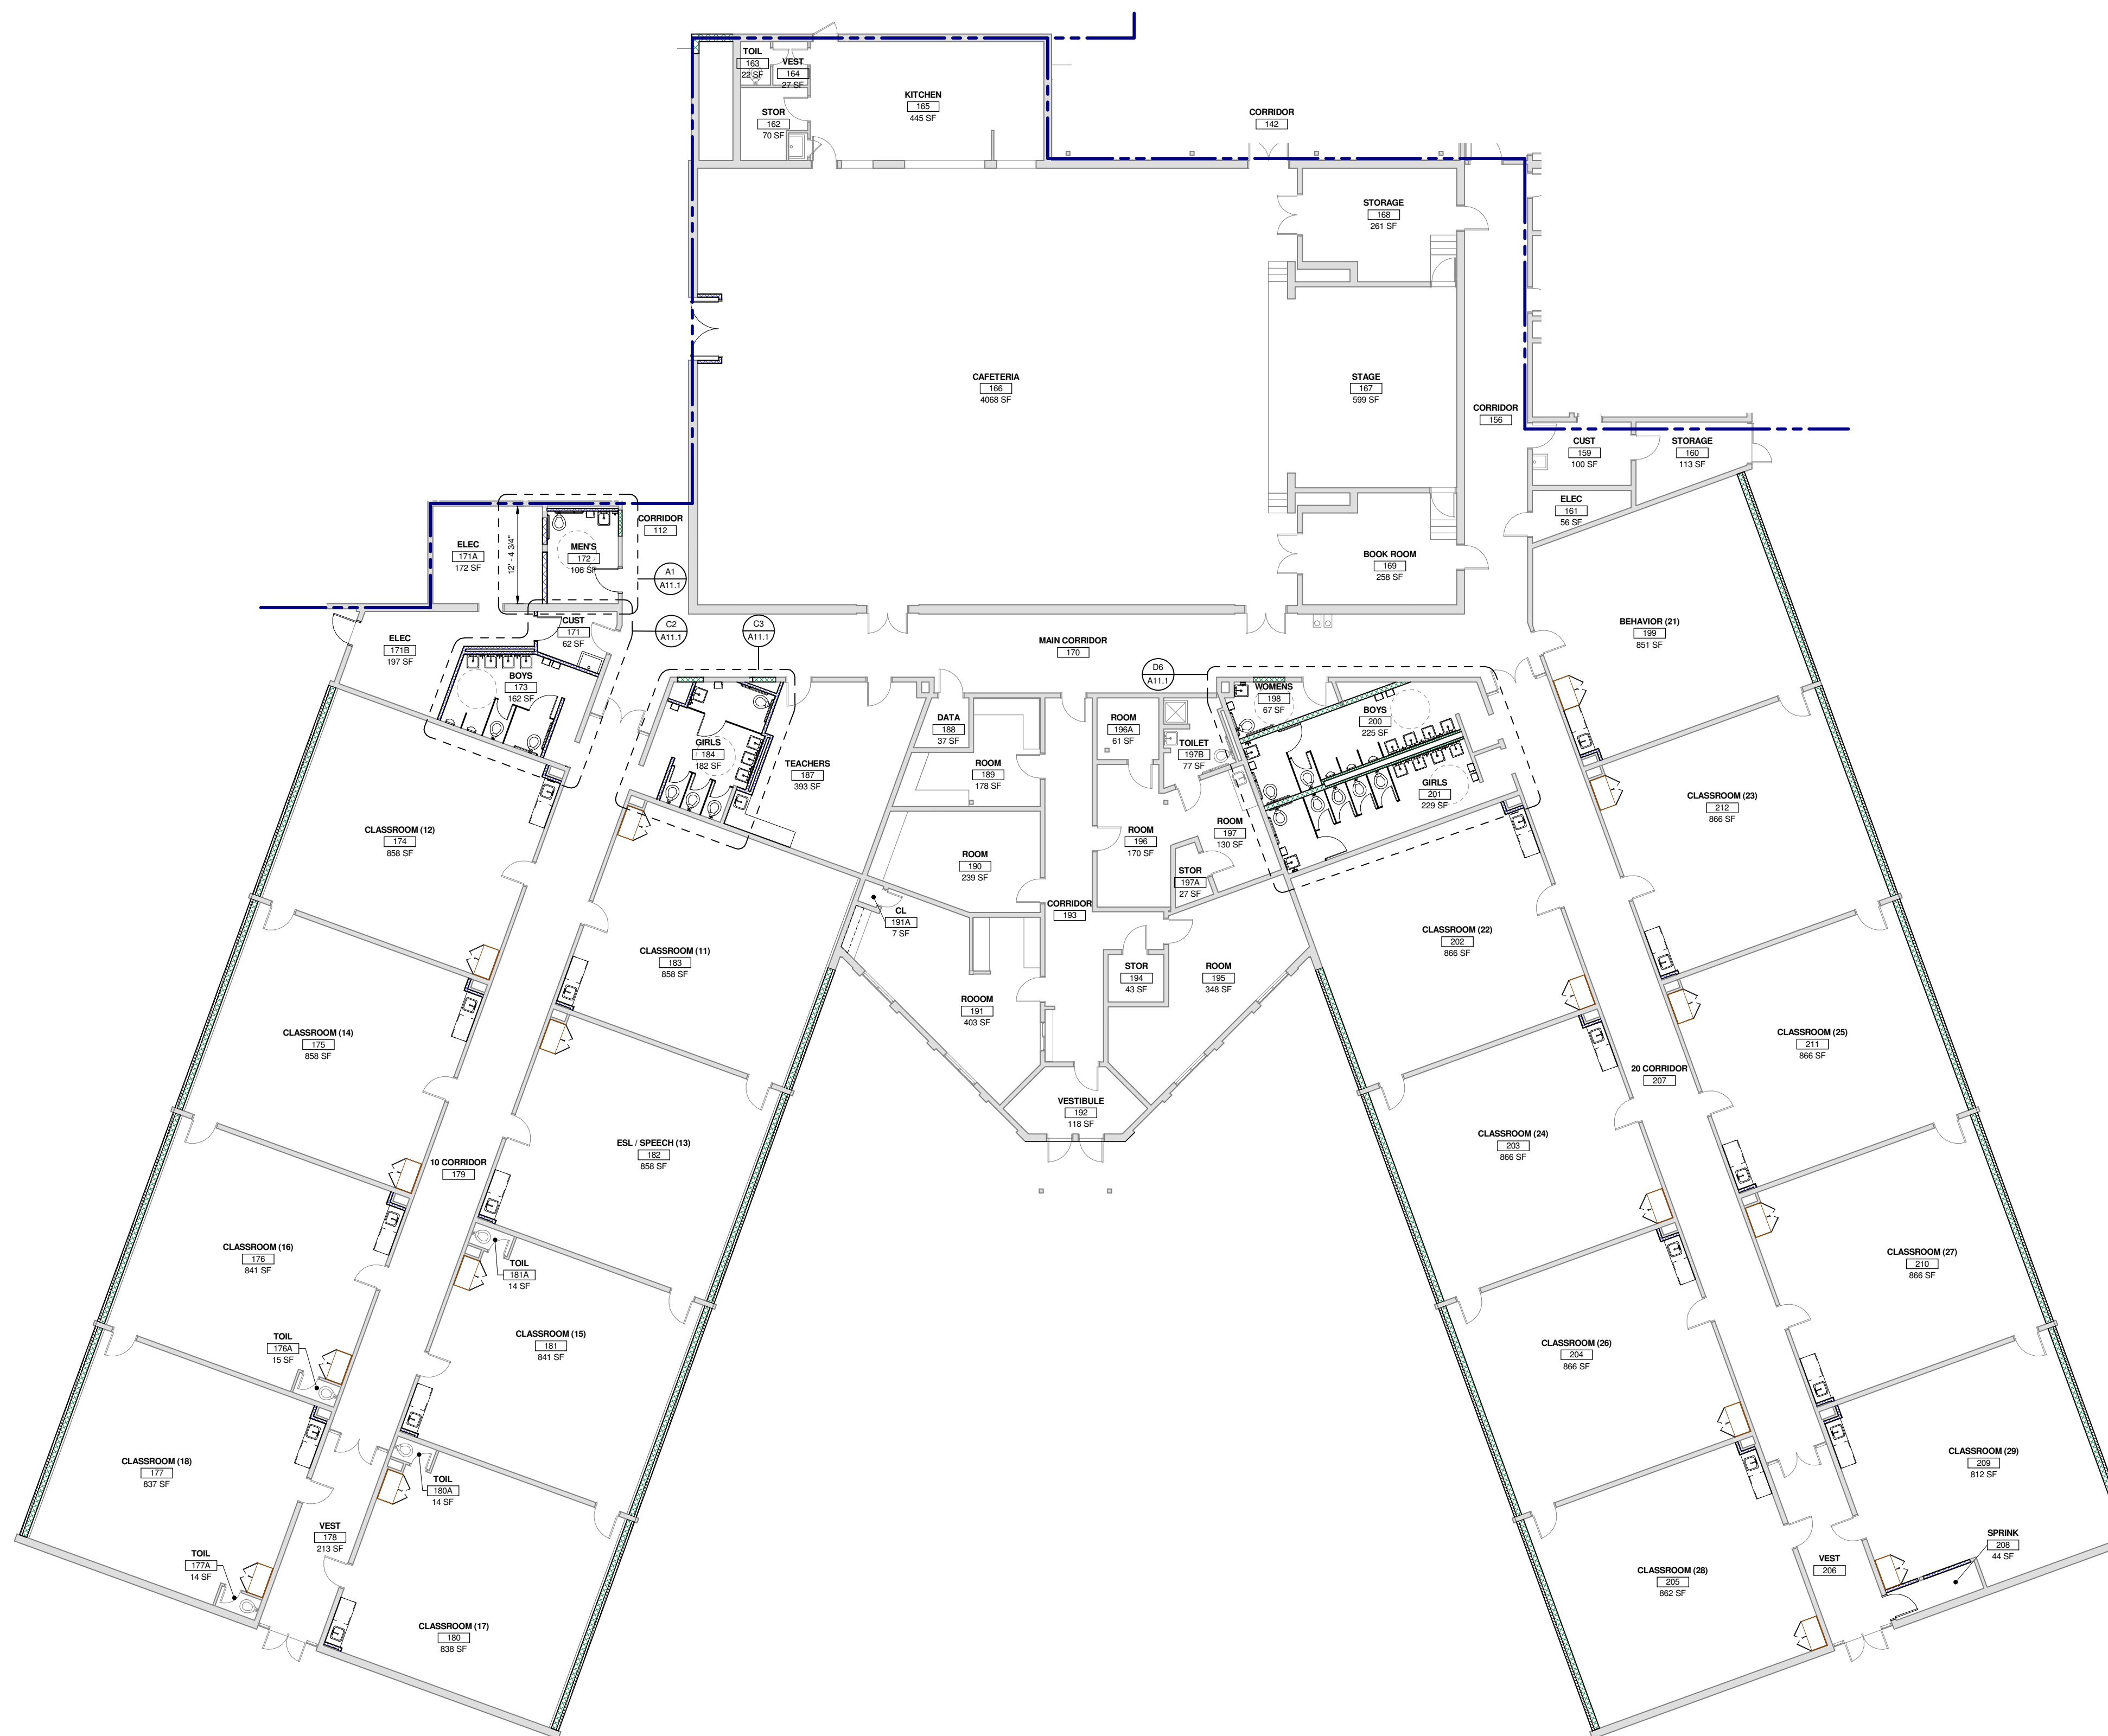 TOIL
163
22 SF
VEST
164
27 SF
KITCHEN
165
445 SF
STOR
162
70 SF
CORRIDOR
142
STORAGE
168
261 SF
CAFETERIA
166
4068 SF
STAGE
167
599 SF
CORRIDOR
156
CUST
159
100 SF
STORAGE
160
113 SF
ELEC
161
56 SF
CORRIDOR
112
ELEC
171A
172 SF
12' - 4 3/4"
MEN'S
172
106 SF
A1
A11.1
BOOK ROOM
169
258 SF
CUST
171
62 SF
C2
A11.1
C3
A11.1
ELEC
171B
197 SF
MAIN CORRIDOR
170
BEHAVIOR (21)
199
851 SF
BOYS
173
162 SF
D6
A11.1
WOMENS
198
67 SF
BOYS
200
225 SF
DATA
188
37 SF
ROOM
196A
61 SF
TOILET
197B
77 SF
GIRLS
184
182 SF
TEACHERS
187
393 SF
ROOM
189
178 SF
GIRLS
201
229 SF
CLASSROOM (23)
212
866 SF
CLASSROOM (12)
174
858 SF
ROOM
190
239 SF
ROOM
196
170 SF
ROOM
197
130 SF
STOR
197A
27 SF
CL
191A
7 SF
CORRIDOR
193
CLASSROOM (22)
202
866 SF
CLASSROOM (11)
183
858 SF
STOR
194
43 SF
ROOM
195
348 SF
ROOOM
191
403 SF
CLASSROOM (14)
175
858 SF
CLASSROOM (25)
211
866 SF
20 CORRIDOR
207
VESTIBULE
192
118 SF
CLASSROOM (24)
203
866 SF
ESL / SPEECH (13)
182
858 SF
10 CORRIDOR
179
CLASSROOM (16)
176
841 SF
TOIL
181A
14 SF
CLASSROOM (27)
210
866 SF
TOIL
176A
15 SF
CLASSROOM (15)
181
841 SF
CLASSROOM (26)
204
866 SF
CLASSROOM (18)
177
837 SF
TOIL
180A
14 SF
CLASSROOM (29)
209
812 SF
VEST
178
213 SF
TOIL
177A
14 SF
SPRINK
208
44 SF
VEST
206
CLASSROOM (28)
205
862 SF
CLASSROOM (17)
180
838 SF